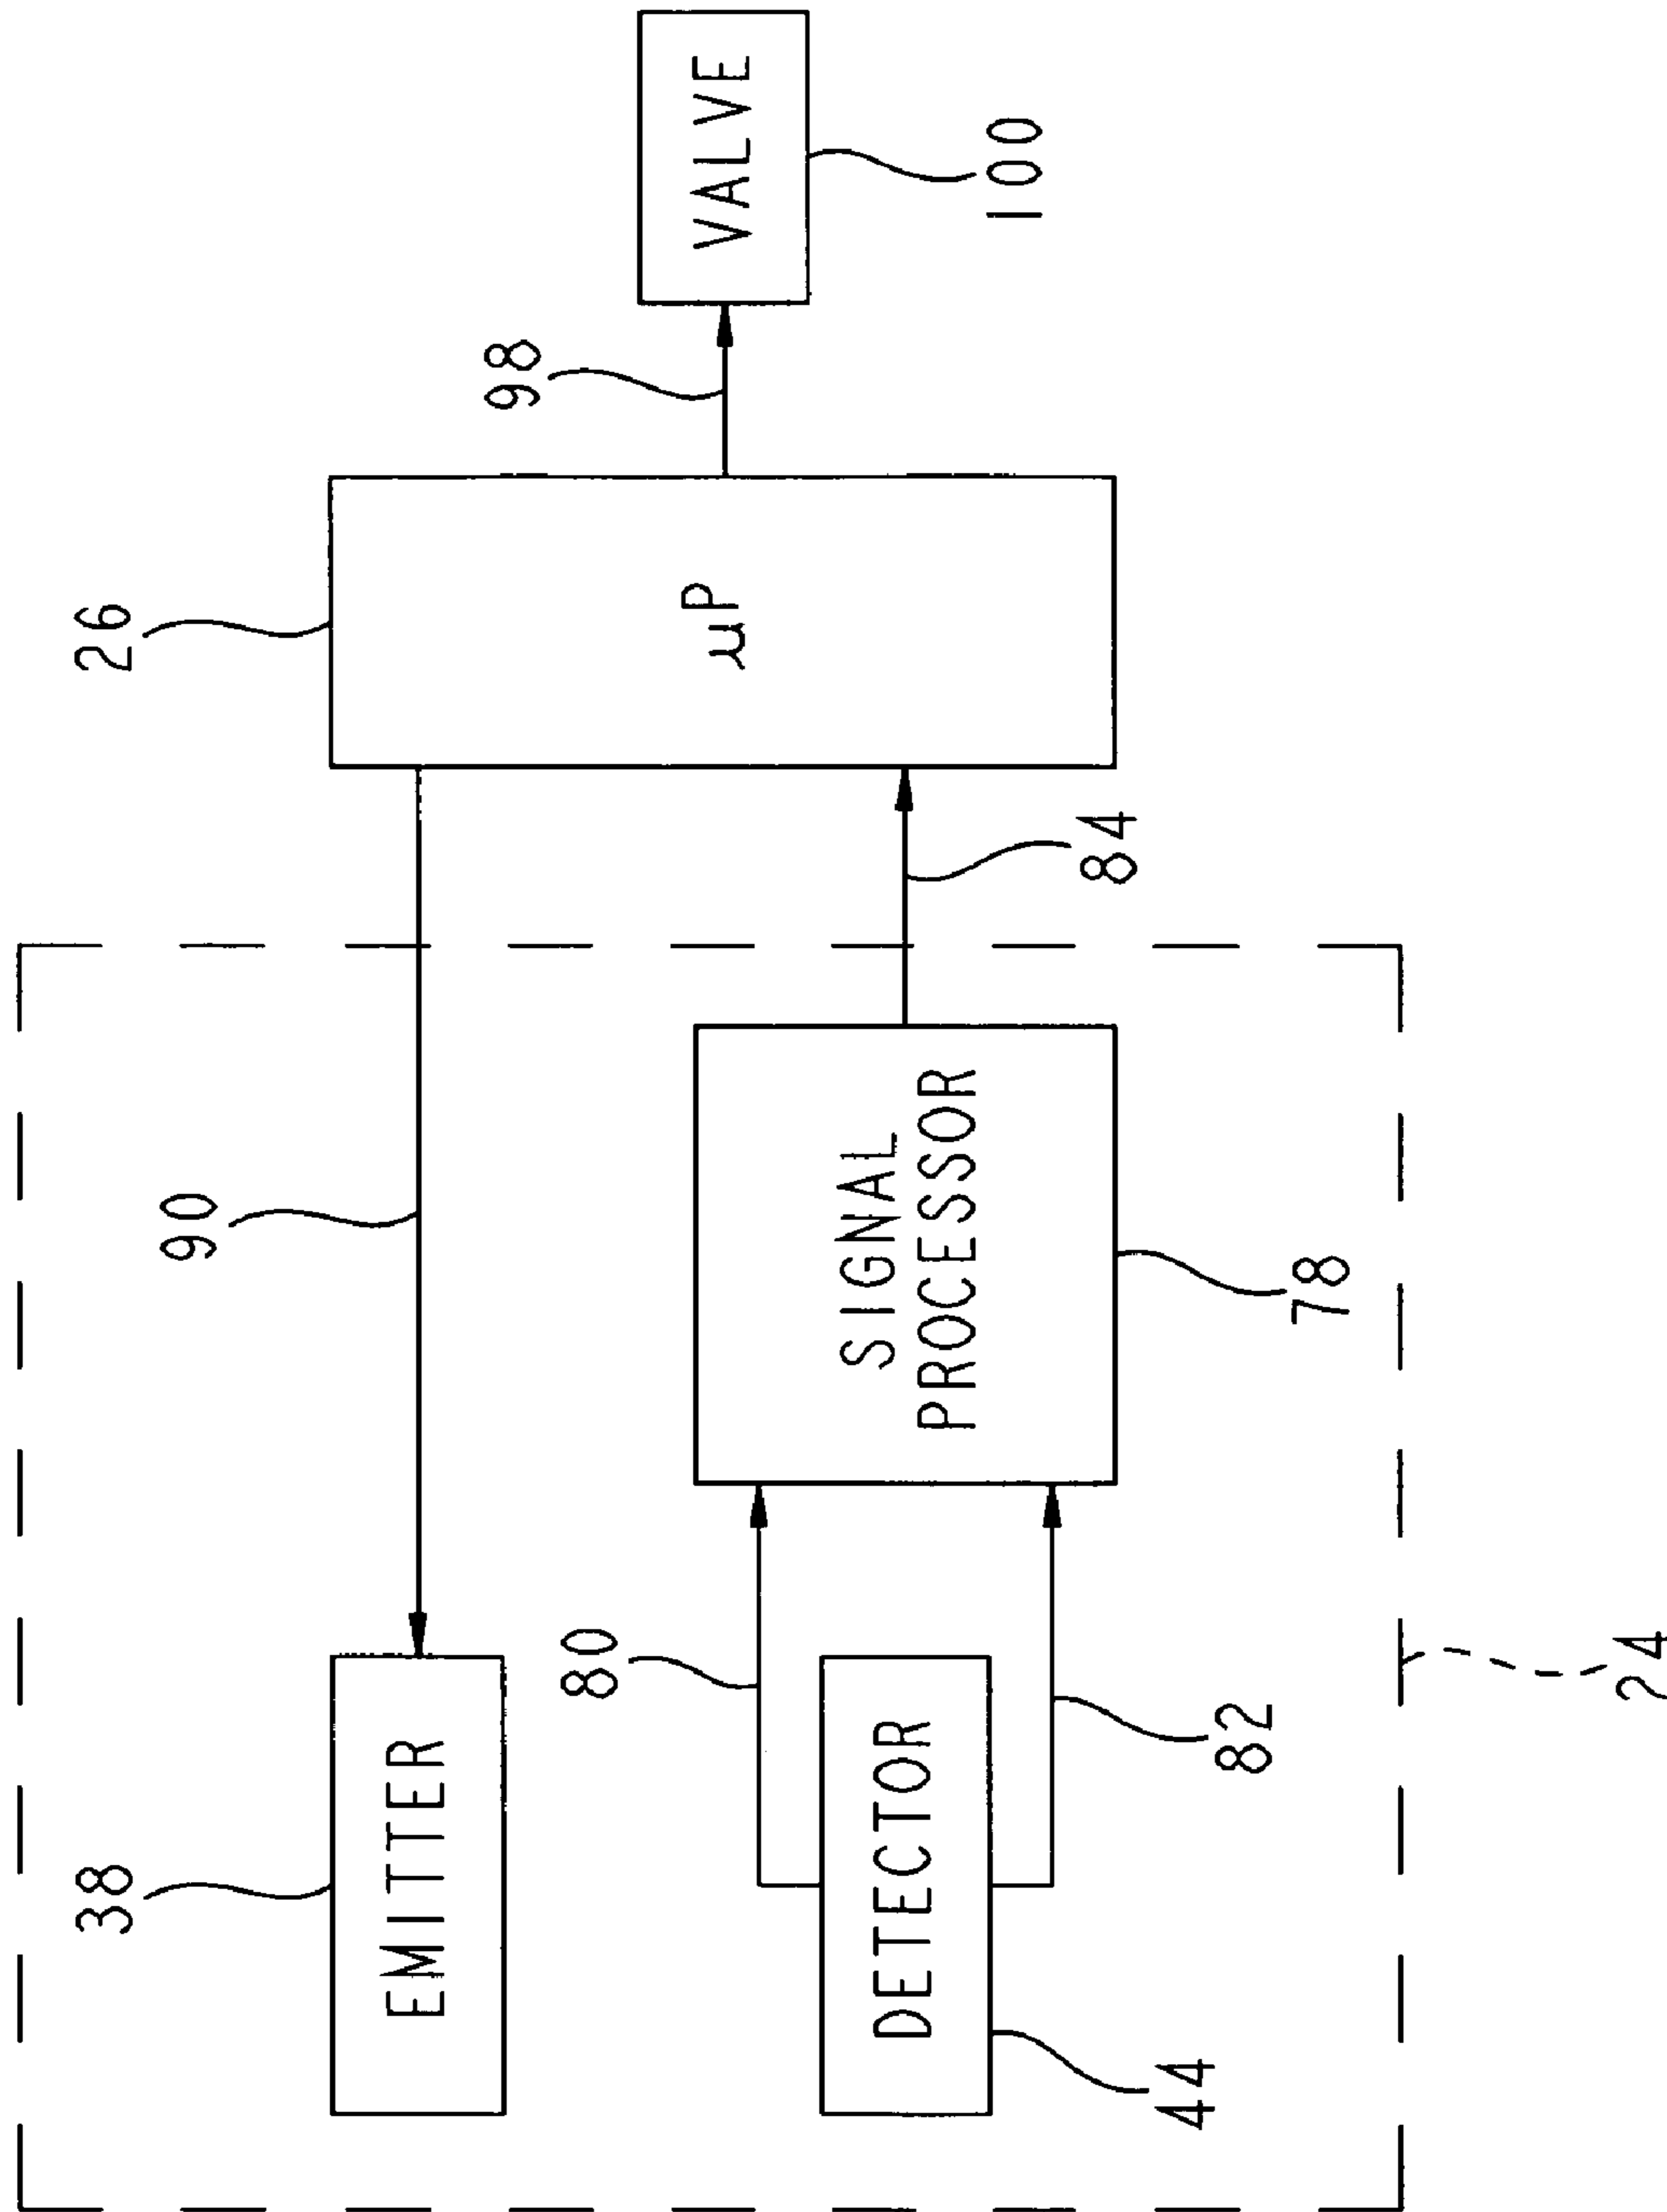 38
EMITTER
90
26
80
DETECTOR
44
82
SIGNAL
PROCESSOR
78
84
µP
98
VALVE
100
24